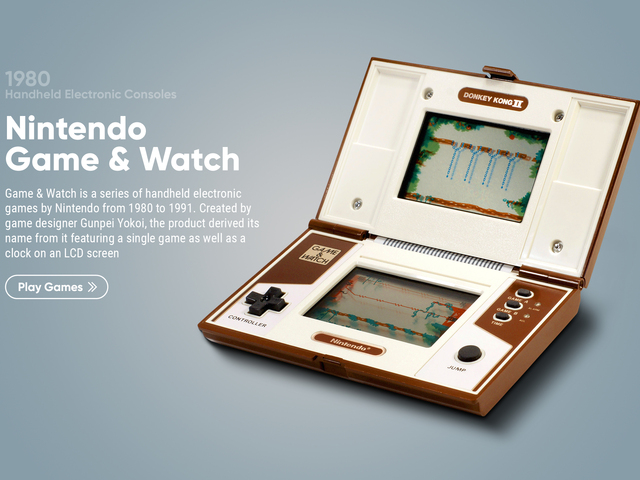 1980
Handheld Electronic Consoles
Nintendo
Game & Watch
Game & Watch is a series of handheld electronic
games by Nintendo from 1980 to 1991. Created by
game designer Gunpei Yokoi, the product derived its
name from it featuring a single game as well as a
clock on an LCD screen
Play Games
DONKEY KONG II
GAME
&
WATCH
CONTROLLER
Nintendo®
GAME A
GAME B
TIME
JUMP